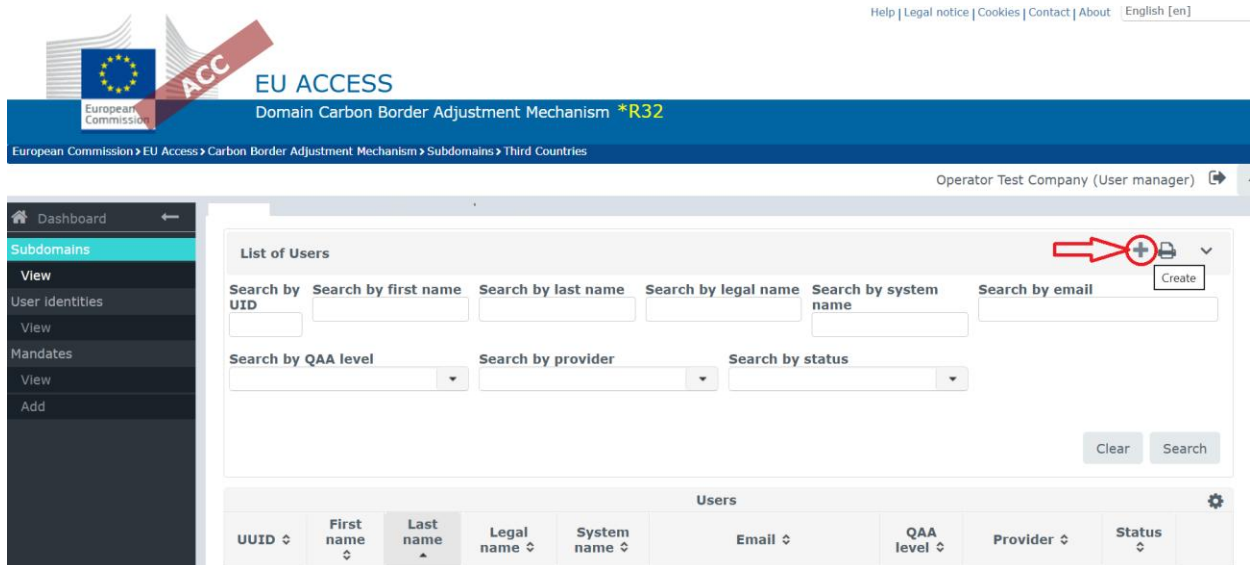 Help | Legal notice | Cookies | Contact | About English [en]
ACC
EU ACCESS
European Commission
Domain Carbon Border Adjustment Mechanism *R32
European Commission > EU Access > Carbon Border Adjustment Mechanism > Subdomains > Third Countries
Operator Test Company (User manager)
Dashboard
Subdomains
View
User identities
View
Mandates
View
Add
List of Users
Create
Search by UID Search by first name Search by last name Search by legal name Search by system name Search by email
Search by QAA level Search by provider Search by status
Clear Search
Users
UUID First name Last name Legal name System name Email QAA level Provider Status